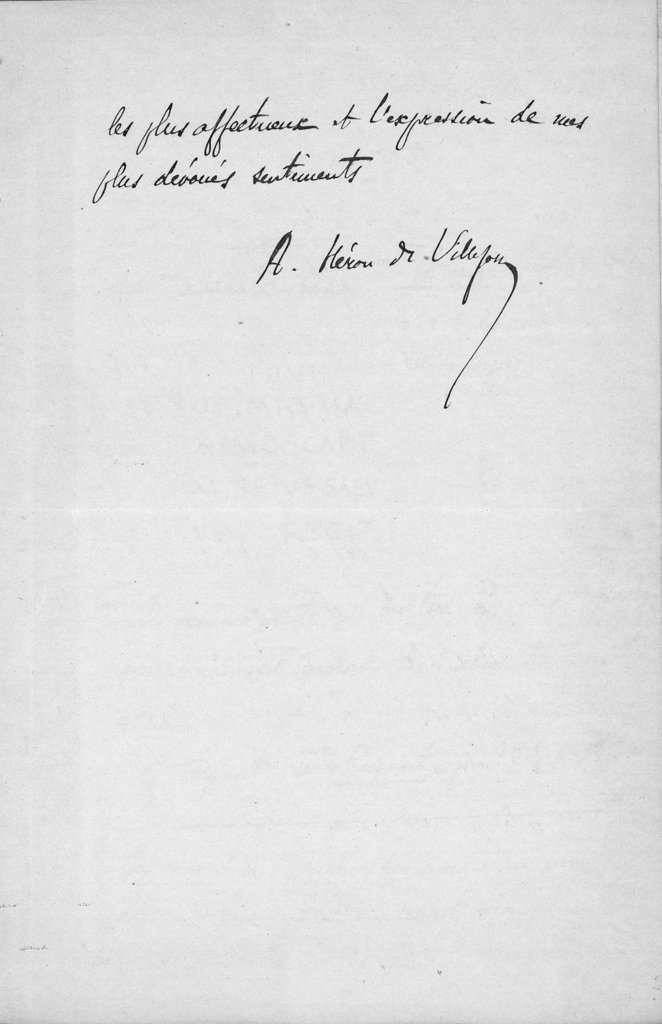 les plus affectueux et l'expression de mes
plus dévoués sentiments
A. Héron de Villefosse